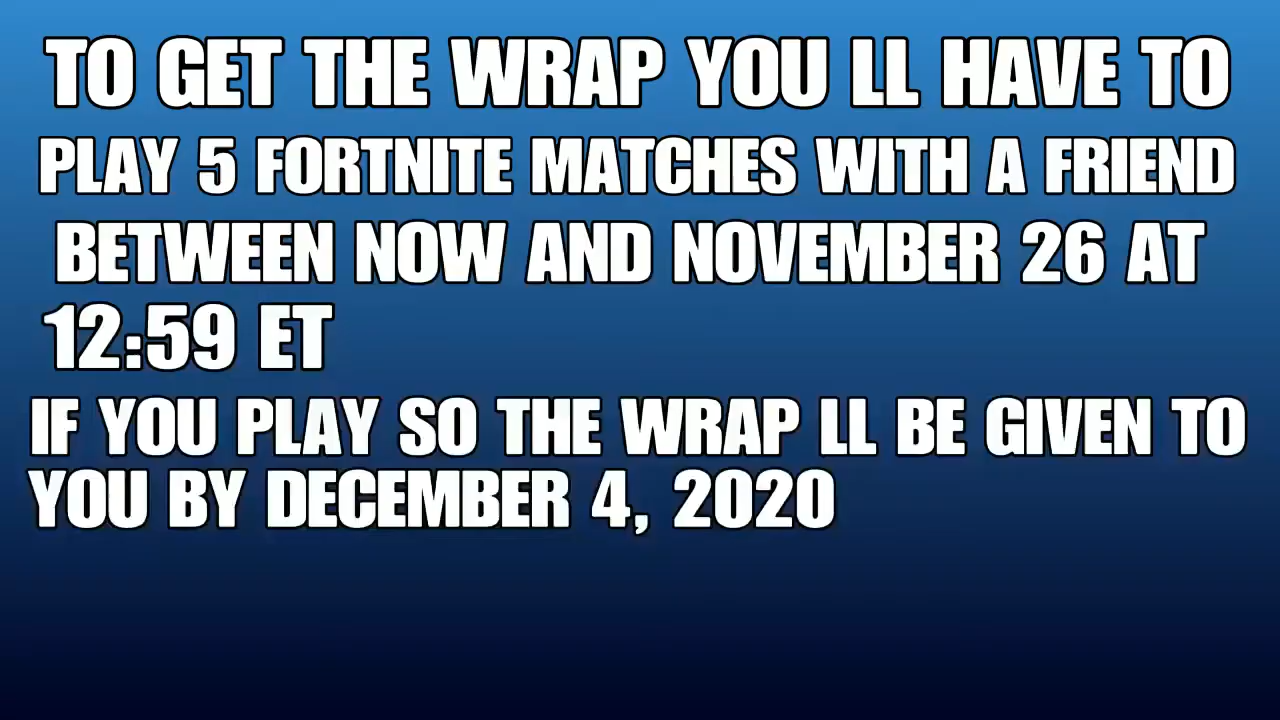 TO GET THE WRAP YOU LL HAVE TO
PLAY 5 FORTNITE MATCHES WITH A FRIEND
BETWEEN NOW AND NOVEMBER 26 AT
12:59 ET
IF YOU PLAY SO THE WRAP LL BE GIVEN TO
YOU BY DECEMBER 4, 2020